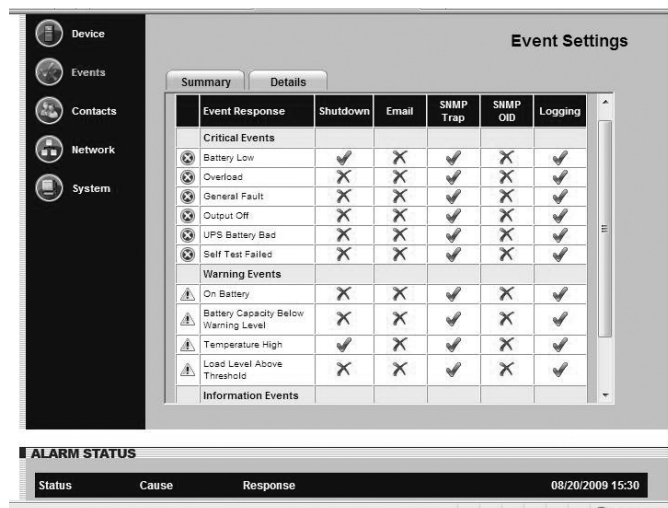 Device
Events
Contacts
Network
System
Event Settings
Summary Details
Event Response Shutdown Email SNMP Trap SNMP OID Logging
Critical Events
Battery Low
Overload
General Fault
Output Off
UPS Battery Bad
Self Test Failed
Warning Events
On Battery
Battery Capacity Below
Warning Level
Temperature High
Load Level Above
Threshold
Information Events
ALARM STATUS
Status Cause Response 08/20/2009 15:30